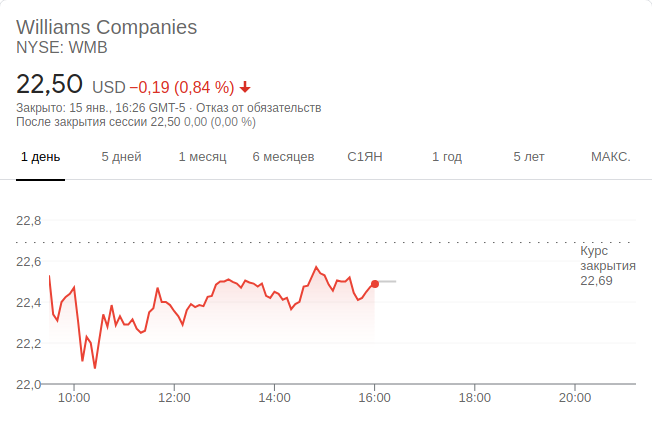 Williams Companies
NYSE: WMB
22,50 USD −0,19 (0,84 %)
Закрыто: 15 янв., 16:26 GMT-5 · Отказ от обязательств
После закрытия сессии 22,50 0,00 (0,00 %)
1 день 5 дней 1 месяц 6 месяцев С1ЯН 1 год 5 лет МАКС.
22,8
Курс
22,6 закрытия
22,69
22,4
22,2
22,0
10:00 12:00 14:00 16:00 18:00 20:00